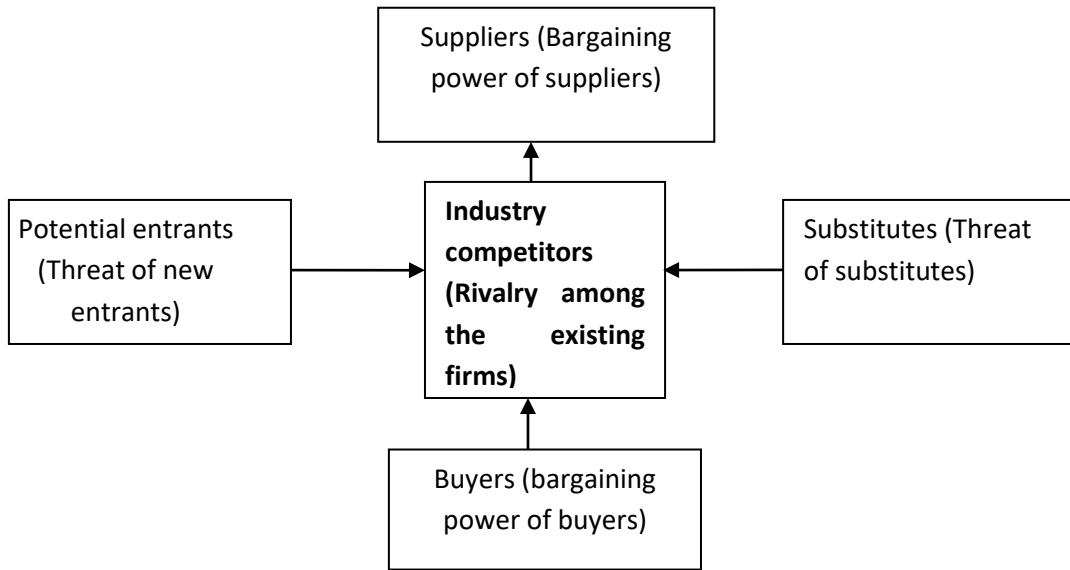 Suppliers (Bargaining
power of suppliers)
Potential entrants
(Threat of new
entrants)
Industry
competitors
(Rivalry among
the existing
firms)
Substitutes (Threat
of substitutes)
Buyers (bargaining
power of buyers)